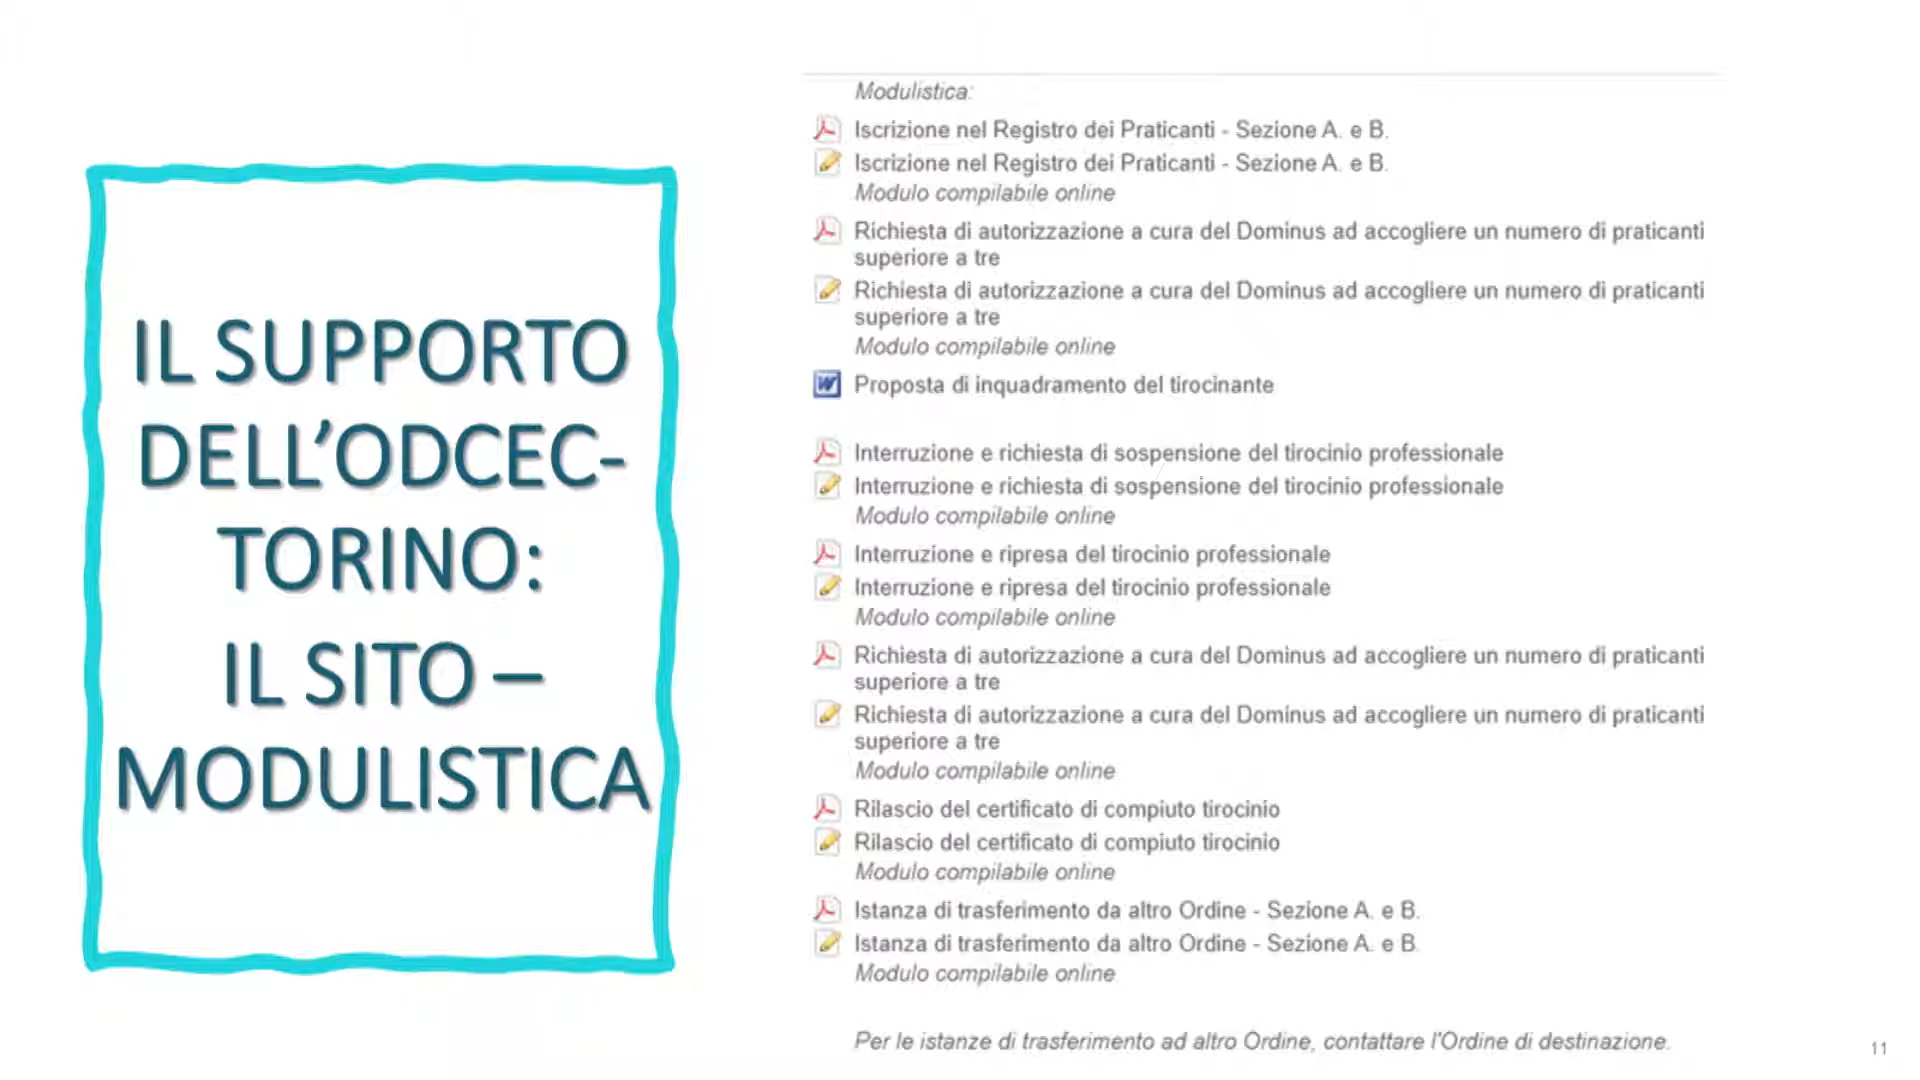 IL SUPPORTO
DELL’ODCEC-
TORINO:
IL SITO –
MODULISTICA
Modulistica:
Iscrizione nel Registro dei Praticanti - Sezione A. e B.
Iscrizione nel Registro dei Praticanti - Sezione A. e B.
Modulo compilabile online
Richiesta di autorizzazione a cura del Dominus ad accogliere un numero di praticanti
superiore a tre
Richiesta di autorizzazione a cura del Dominus ad accogliere un numero di praticanti
superiore a tre
Modulo compilabile online
Proposta di inquadramento del tirocinante
Interruzione e richiesta di sospensione del tirocinio professionale
Interruzione e richiesta di sospensione del tirocinio professionale
Modulo compilabile online
Interruzione e ripresa del tirocinio professionale
Interruzione e ripresa del tirocinio professionale
Modulo compilabile online
Richiesta di autorizzazione a cura del Dominus ad accogliere un numero di praticanti
superiore a tre
Richiesta di autorizzazione a cura del Dominus ad accogliere un numero di praticanti
superiore a tre
Modulo compilabile online
Rilascio del certificato di compiuto tirocinio
Rilascio del certificato di compiuto tirocinio
Modulo compilabile online
Istanza di trasferimento da altro Ordine - Sezione A. e B.
Istanza di trasferimento da altro Ordine - Sezione A. e B.
Modulo compilabile online
Per le istanze di trasferimento ad altro Ordine, contattare l'Ordine di destinazione.
11